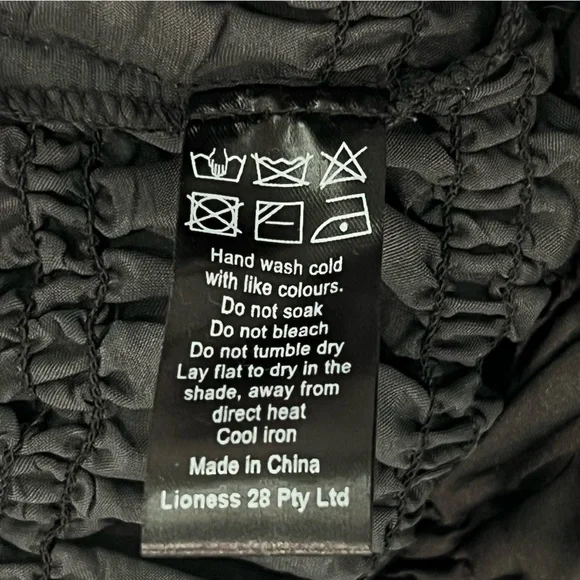 Hand wash cold
with like colours.
Do not soak
Do not bleach
Do not tumble dry
Lay flat to dry in the
shade, away from
direct heat
Cool iron
Made in China
Lioness 28 Pty Ltd